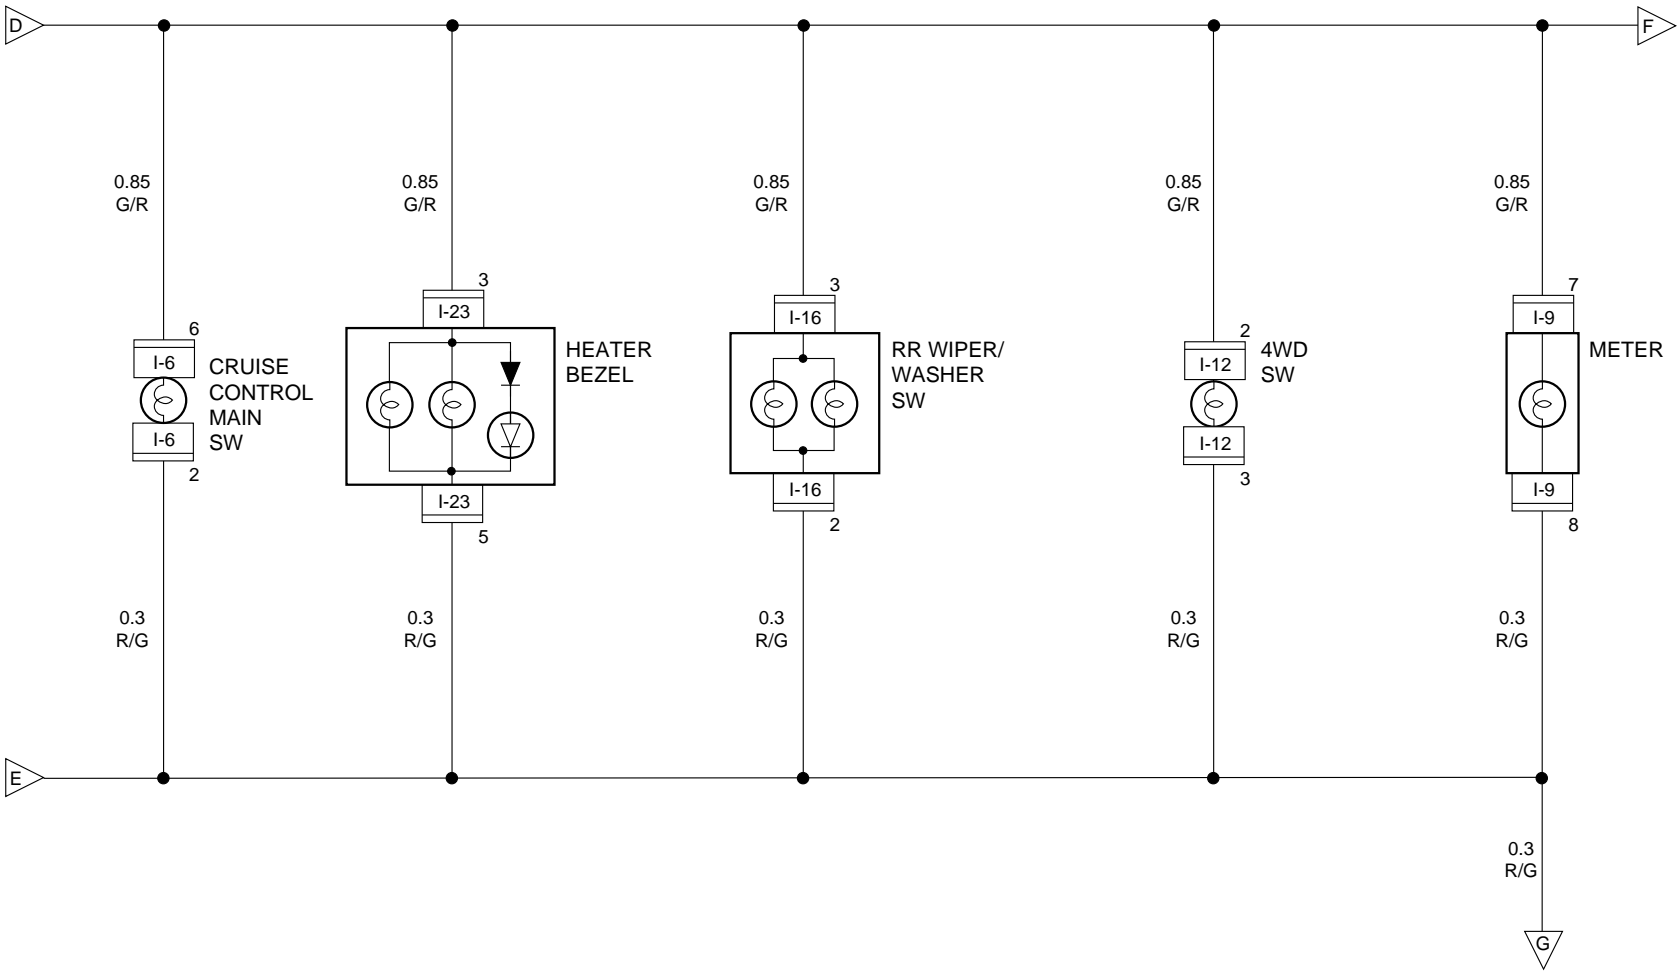 D
F
0.85
G/R
0.85
G/R
0.85
G/R
0.85
G/R
0.85
G/R
6
I-6
I-6
2
CRUISE
CONTROL
MAIN
SW
3
I-23
I-23
5
HEATER
BEZEL
3
I-16
I-16
2
RR WIPER/
WASHER
SW
2
I-12
I-12
3
4WD
SW
7
I-9
I-9
8
METER
0.3
R/G
0.3
R/G
0.3
R/G
0.3
R/G
0.3
R/G
E
0.3
R/G
G